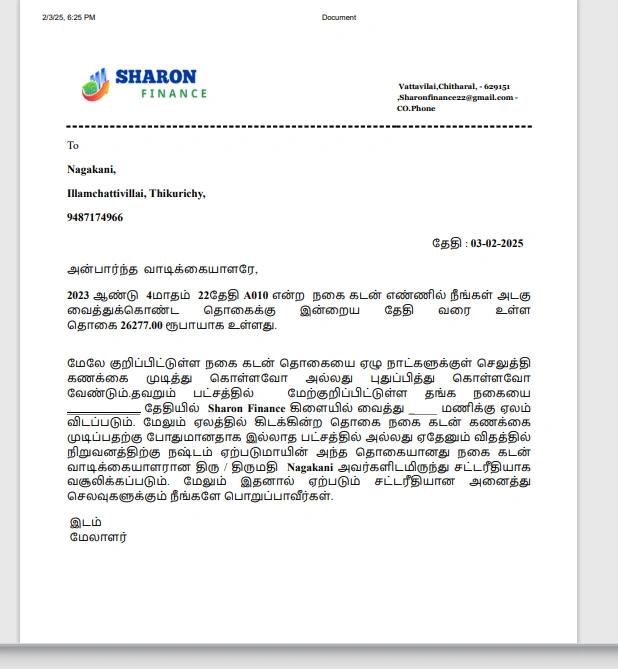 2/3/25, 6:25 PM
Document
SHARON
FINANCE
Vattavilai,Chitharal, - 629151
,Sharonfinance22@gmail.com -
CO.Phone
To
Nagakani,
Illamchattivillai, Thikurichy,
9487174966
தேதி : 03-02-2025
அன்பார்ந்த வாடிக்கையாளரே,
2023 ஆண்டு 4மாதம் 22தேதி A010 என்ற நகை கடன் எண்ணில் நீங்கள் அடகு
வைத்துக்கொண்ட தொகைக்கு இன்றைய தேதி வரை உள்ள
தொகை 26277.00 ரூபாயாக உள்ளது.
மேலே குறிப்பிட்டுள்ள நகை கடன் தொகையை ஏழு நாட்களுக்குள் செலுத்தி
கணக்கை முடித்து கொள்ளவோ அல்லது புதுப்பித்து கொள்ளவோ
வேண்டும்.தவறும் பட்சத்தில் மேற்குறிப்பிட்டுள்ள தங்க நகையை
_____________ தேதியில் Sharon Finance கிளையில் வைத்து _____ மணிக்கு ஏலம்
விடப்படும். மேலும் ஏலத்தில் கிடக்கின்ற தொகை நகை கடன் கணக்கை
முடிப்பதற்கு போதுமானதாக இல்லாத பட்சத்தில் அல்லது ஏதேனும் விதத்தில்
நிறுவனத்திற்கு நஷ்டம் ஏற்படுமாயின் அந்த தொகையானது நகை கடன்
வாடிக்கையாளரான திரு / திருமதி Nagakani அவர்களிடமிருந்து சட்டரீதியாக
வசூலிக்கப்படும். மேலும் இதனால் ஏற்படும் சட்டரீதியான அனைத்து
செலவுகளுக்கும் நீங்களே பொறுப்பாவீர்கள்.
இடம்
மேலாளர்